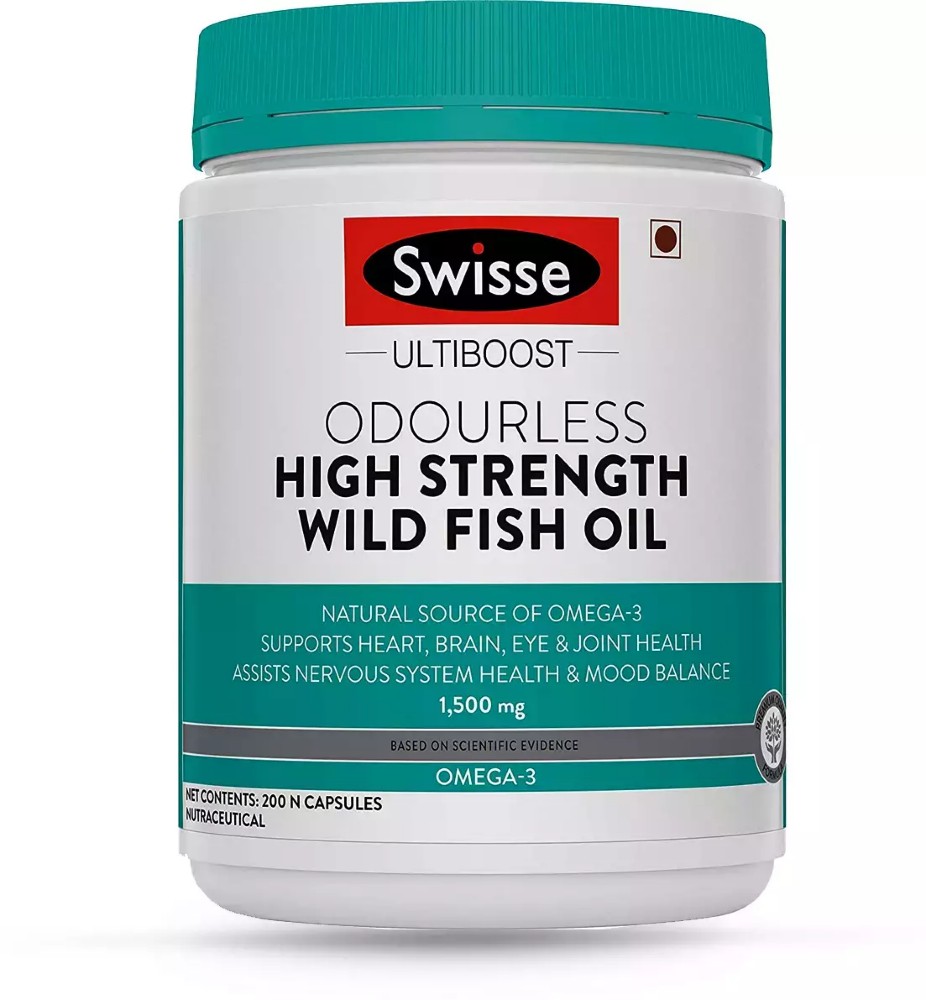 Swisse
ULTIBOOST
ODOURLESS
HIGH STRENGTH
WILD FISH OIL
NATURAL SOURCE OF OMEGA-3
SUPPORTS HEART, BRAIN, EYE & JOINT HEALTH
ASSISTS NERVOUS SYSTEM HEALTH & MOOD BALANCE
1,500 mg
BASED ON SCIENTIFIC EVIDENCE
OMEGA-3
NET CONTENTS: 200 N CAPSULES
NUTRACEUTICAL